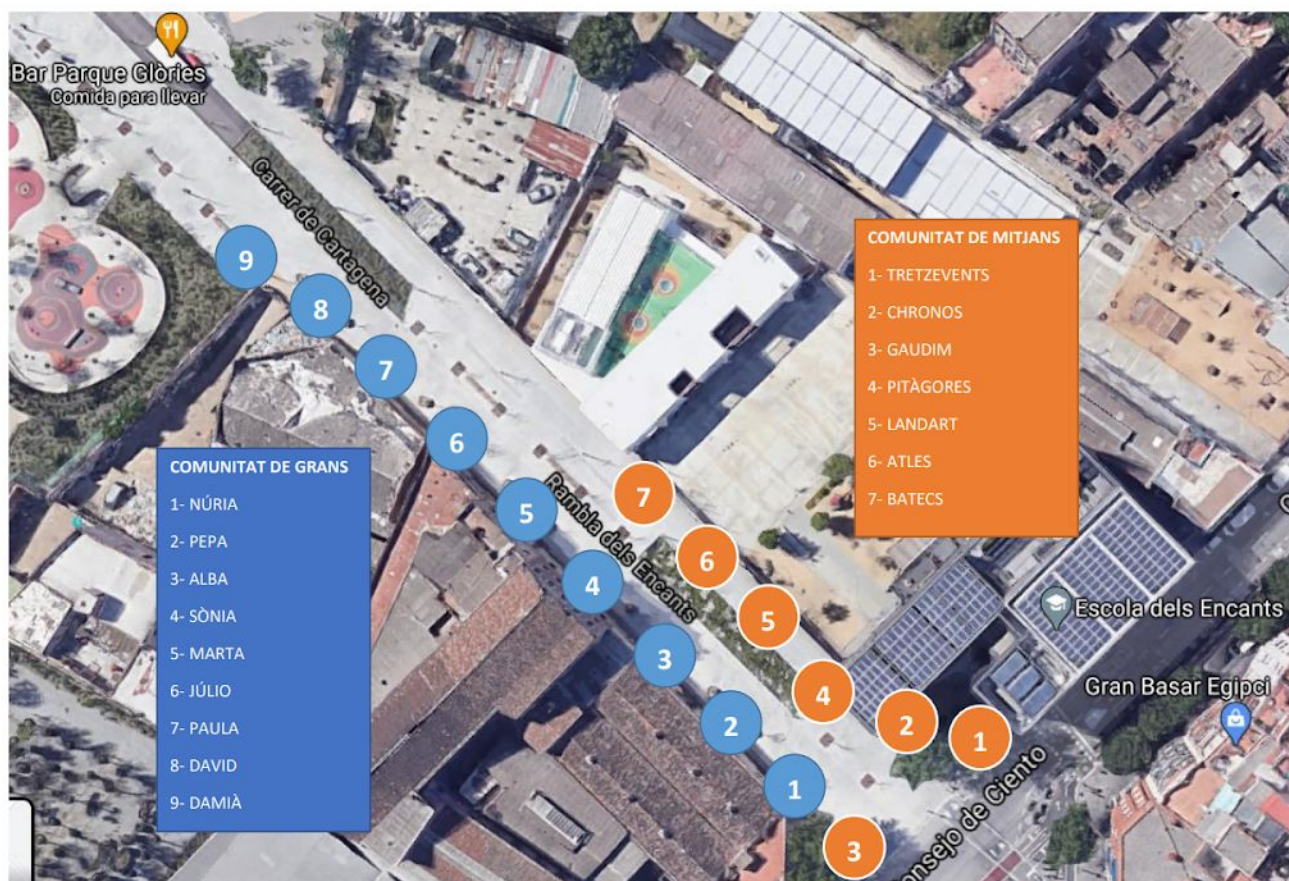 Bar Parque Glòries
Comida para llevar
Carrer de Cartagena
9
8
7
6
5
4
3
2
1
Rambla dels Encants
7
6
5
4
2
1
3
COMUNITAT DE MITJANS
1- TRETZEVENTS
2- CHRONOS
3- GAUDIM
4- PITÀGORES
5- LANDART
6- ATLES
7- BATECS
COMUNITAT DE GRANS
1- NÚRIA
2- PEPA
3- ALBA
4- SÒNIA
5- MARTA
6- JÚLIO
7- PAULA
8- DAVID
9- DAMIÀ
Escola dels Encants
Gran Basar Egipci
onsejo de Ciento